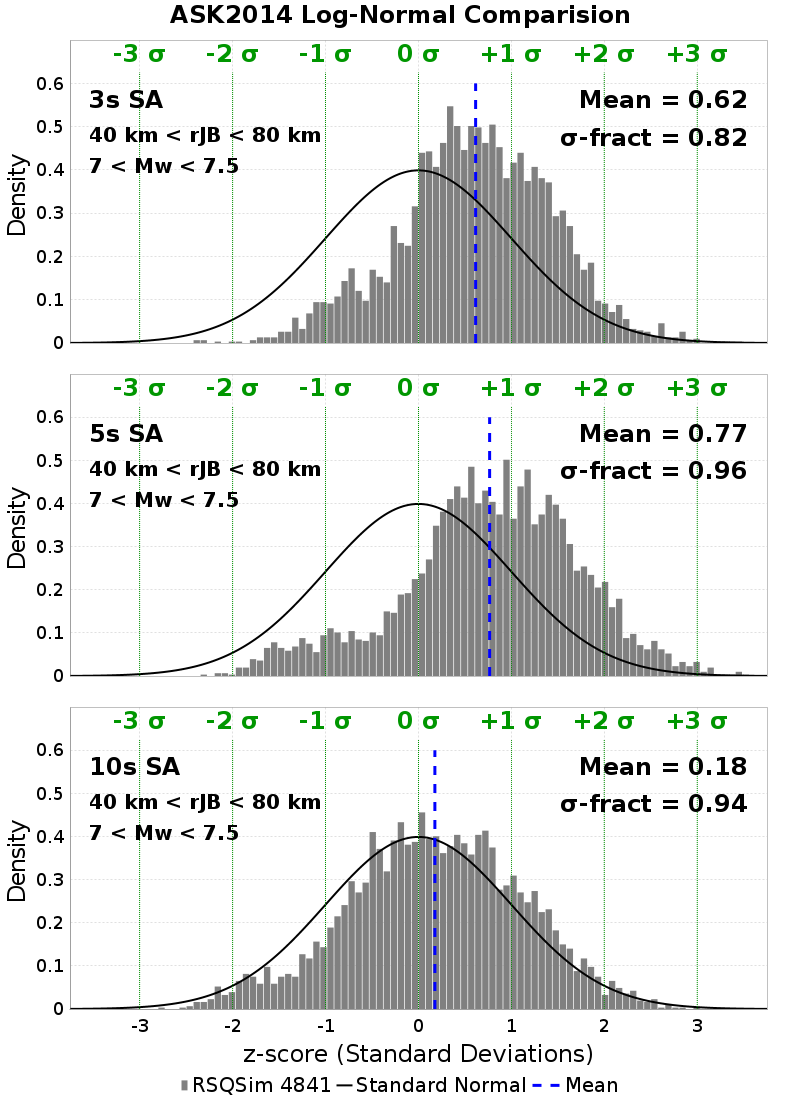 ASK2014 Log-Normal Comparision
-3 σ -2 σ -1 σ 0 σ +1 σ +2 σ +3 σ
0.6
3s SA Mean = 0.62
0.5
40 km < rJB < 80 km σ-fract = 0.82
0.4
7 < Mw < 7.5
0.3
0.2
0.1
0
Density
-3 σ -2 σ -1 σ 0 σ +1 σ +2 σ +3 σ
0.6
5s SA Mean = 0.77
0.5
40 km < rJB < 80 km σ-fract = 0.96
0.4
7 < Mw < 7.5
0.3
0.2
0.1
0
Density
-3 σ -2 σ -1 σ 0 σ +1 σ +2 σ +3 σ
0.6
10s SA Mean = 0.18
0.5
40 km < rJB < 80 km σ-fract = 0.94
0.4
7 < Mw < 7.5
0.3
0.2
0.1
0
Density
-3 -2 -1 0 1 2 3
z-score (Standard Deviations)
RSQSim 4841 Standard Normal Mean